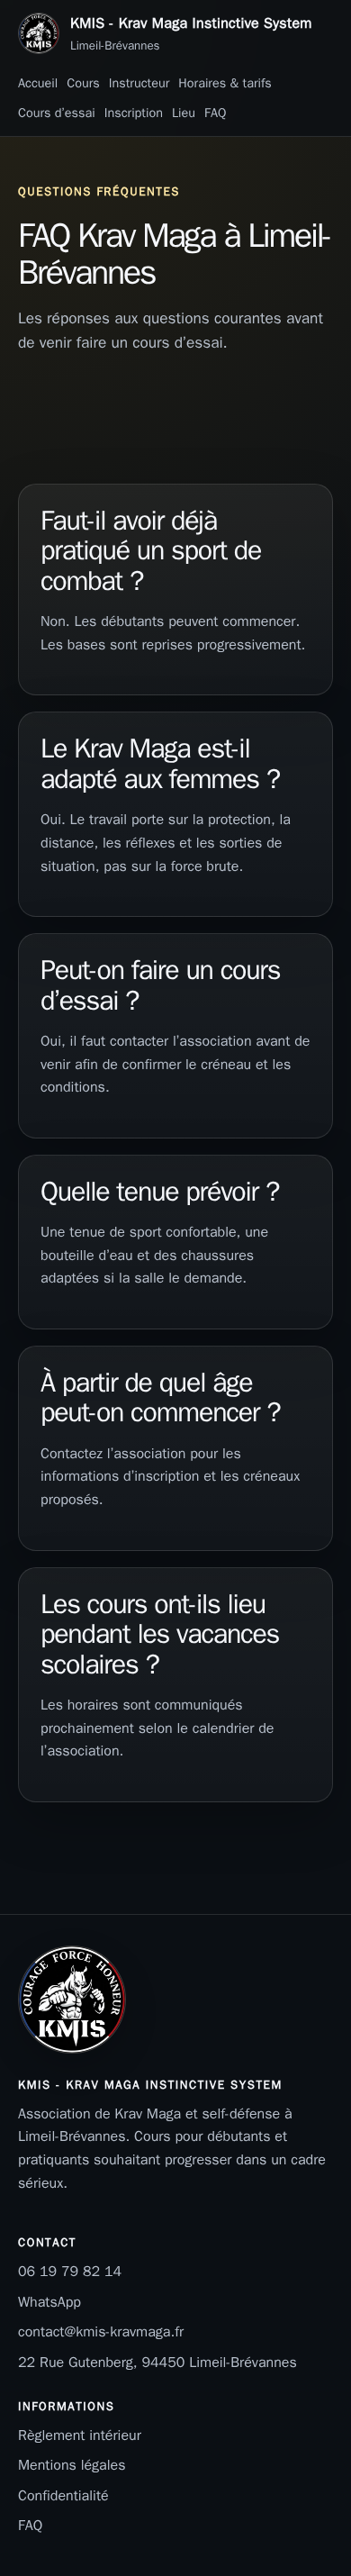 KMIS
KMIS - Krav Maga Instinctive System
Limeil-Brévannes
Accueil Cours Instructeur Horaires & tarifs
Cours d'essai Inscription Lieu FAQ
QUESTIONS FRÉQUENTES
FAQ Krav Maga à Limeil-
Brévannes
Les réponses aux questions courantes avant
de venir faire un cours d'essai.
Faut-il avoir déjà
pratiqué un sport de
combat ?
Non. Les débutants peuvent commencer.
Les bases sont reprises progressivement.
Le Krav Maga est-il
adapté aux femmes ?
Oui. Le travail porte sur la protection, la
distance, les réflexes et les sorties de
situation, pas sur la force brute.
Peut-on faire un cours
d'essai ?
Oui, il faut contacter l'association avant de
venir afin de confirmer le créneau et les
conditions.
Quelle tenue prévoir ?
Une tenue de sport confortable, une
bouteille d'eau et des chaussures
adaptées si la salle le demande.
À partir de quel âge
peut-on commencer ?
Contactez l'association pour les
informations d'inscription et les créneaux
proposés.
Les cours ont-ils lieu
pendant les vacances
scolaires ?
Les horaires sont communiqués
prochainement selon le calendrier de
l'association.
COURAGE FORCE HONNEUR
KMIS
KMIS - KRAV MAGA INSTINCTIVE SYSTEM
Association de Krav Maga et self-défense à
Limeil-Brévannes. Cours pour débutants et
pratiquants souhaitant progresser dans un cadre
sérieux.
CONTACT
06 19 79 82 14
WhatsApp
contact@kmis-kravmaga.fr
22 Rue Gutenberg, 94450 Limeil-Brévannes
INFORMATIONS
Règlement intérieur
Mentions légales
Confidentialité
FAQ